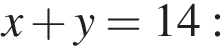 x + y = 14 :